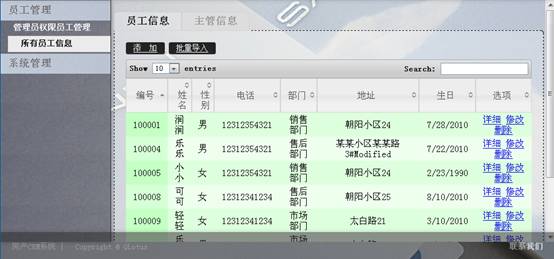 员工管理
管理员权限员工管理
所有员工信息
系统管理
员工信息 主管信息
添 加 批量导入
Show 10 entries Search:
编号 姓名 性别 电话 部门 地址 生日 选项
100001 润润 男 12312354321 销售部门 朝阳小区24 7/28/2010 详细 修改 删除
100004 乐乐 男 12312354321 售后部门 某某小区某某路3#Modified 7/22/2010 详细 修改 删除
100005 小小 女 12312354321 销售部门 朝阳小区24 2/23/1990 详细 修改 删除
100008 可可 女 12312341234 售后部门 朝阳小区25 8/10/2010 详细 修改 删除
100009 轻轻 女 12312341234 市场部门 太白路21 3/10/2010 详细 修改 删除
乐 市场
CRM系统 | Copyright © 联系我们